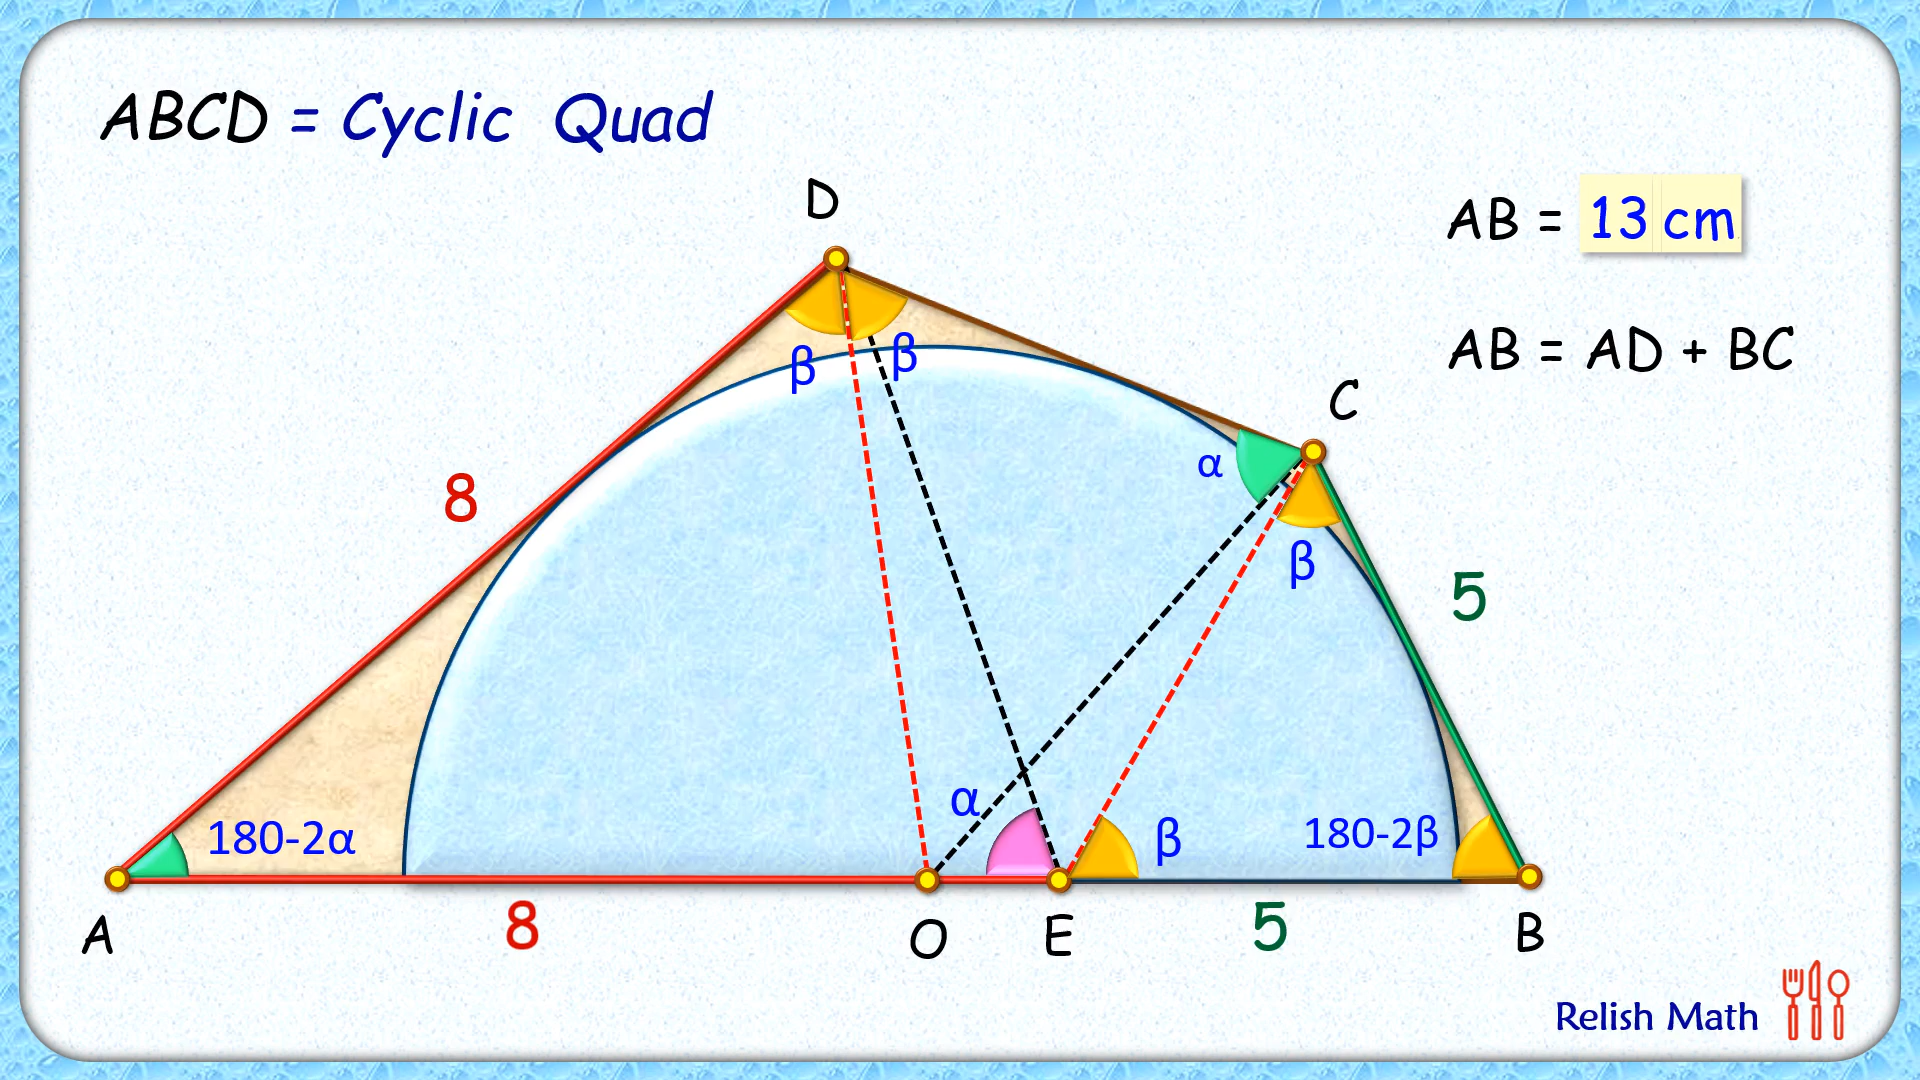 ABCD = Cyclic Quad
D
AB = 13 cm
AB = AD + BC
β β
C
α
8
β
5
α
180-2α
β
180-2β
A
8
O
E
5
B
Relish Math